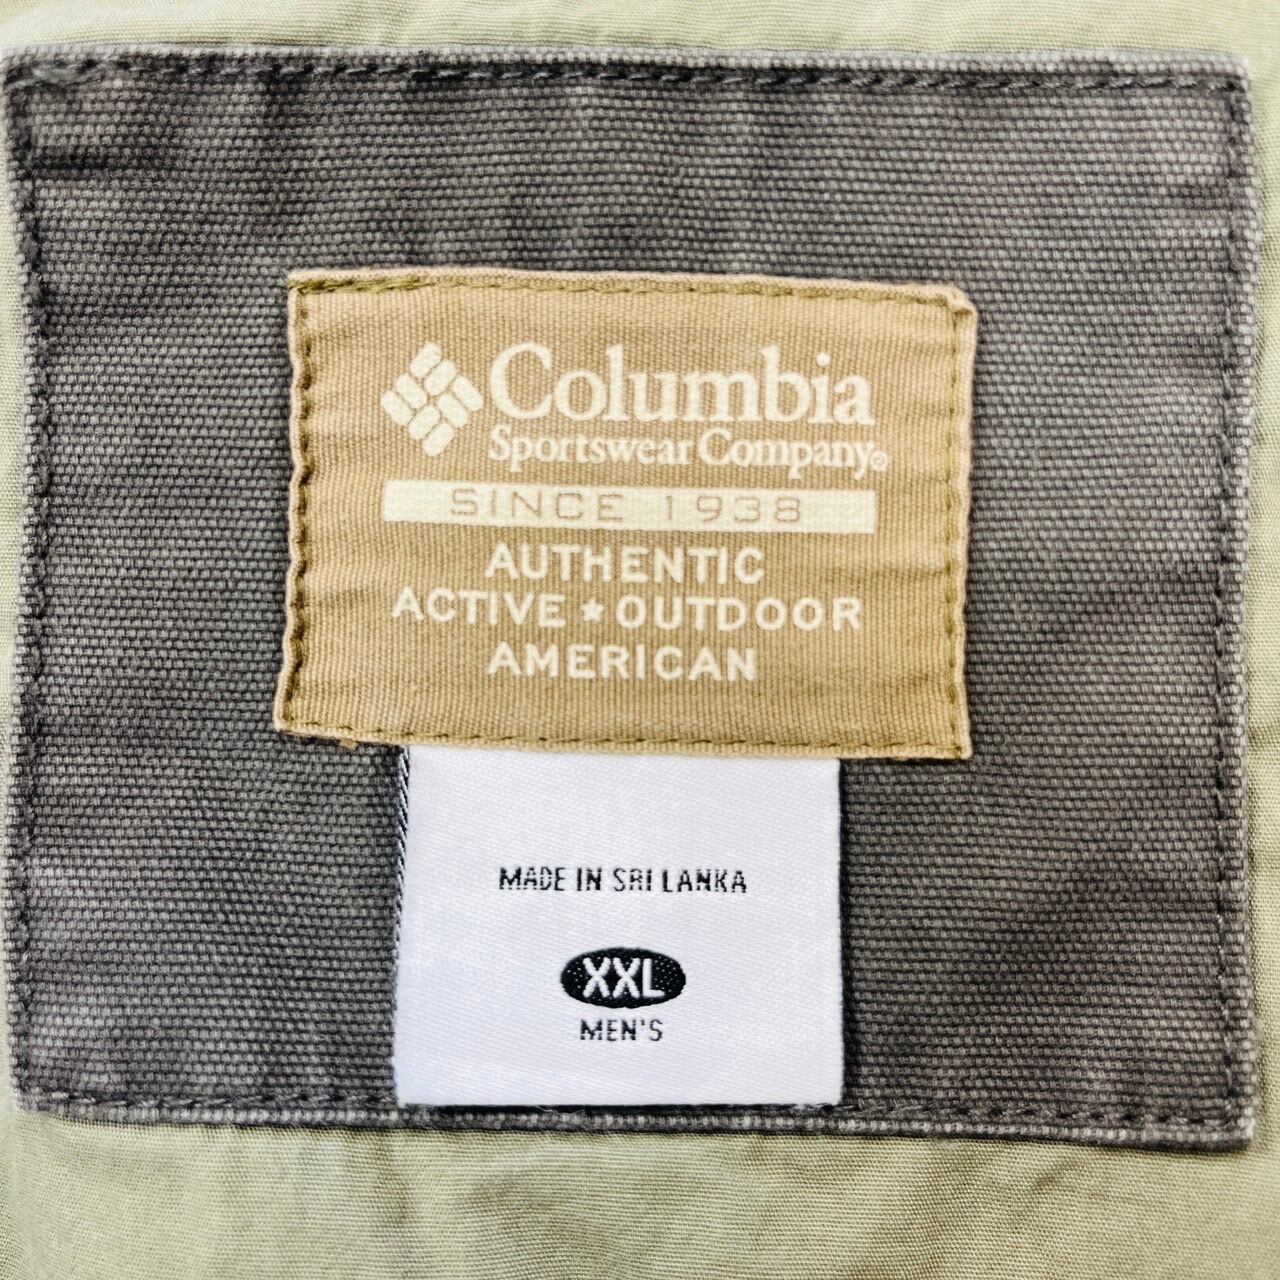 Columbia
Sportswear Company®
SINCE 1938
AUTHENTIC
ACTIVE ★ OUTDOOR
AMERICAN
MADE IN SRI LANKA
XXL
MEN'S